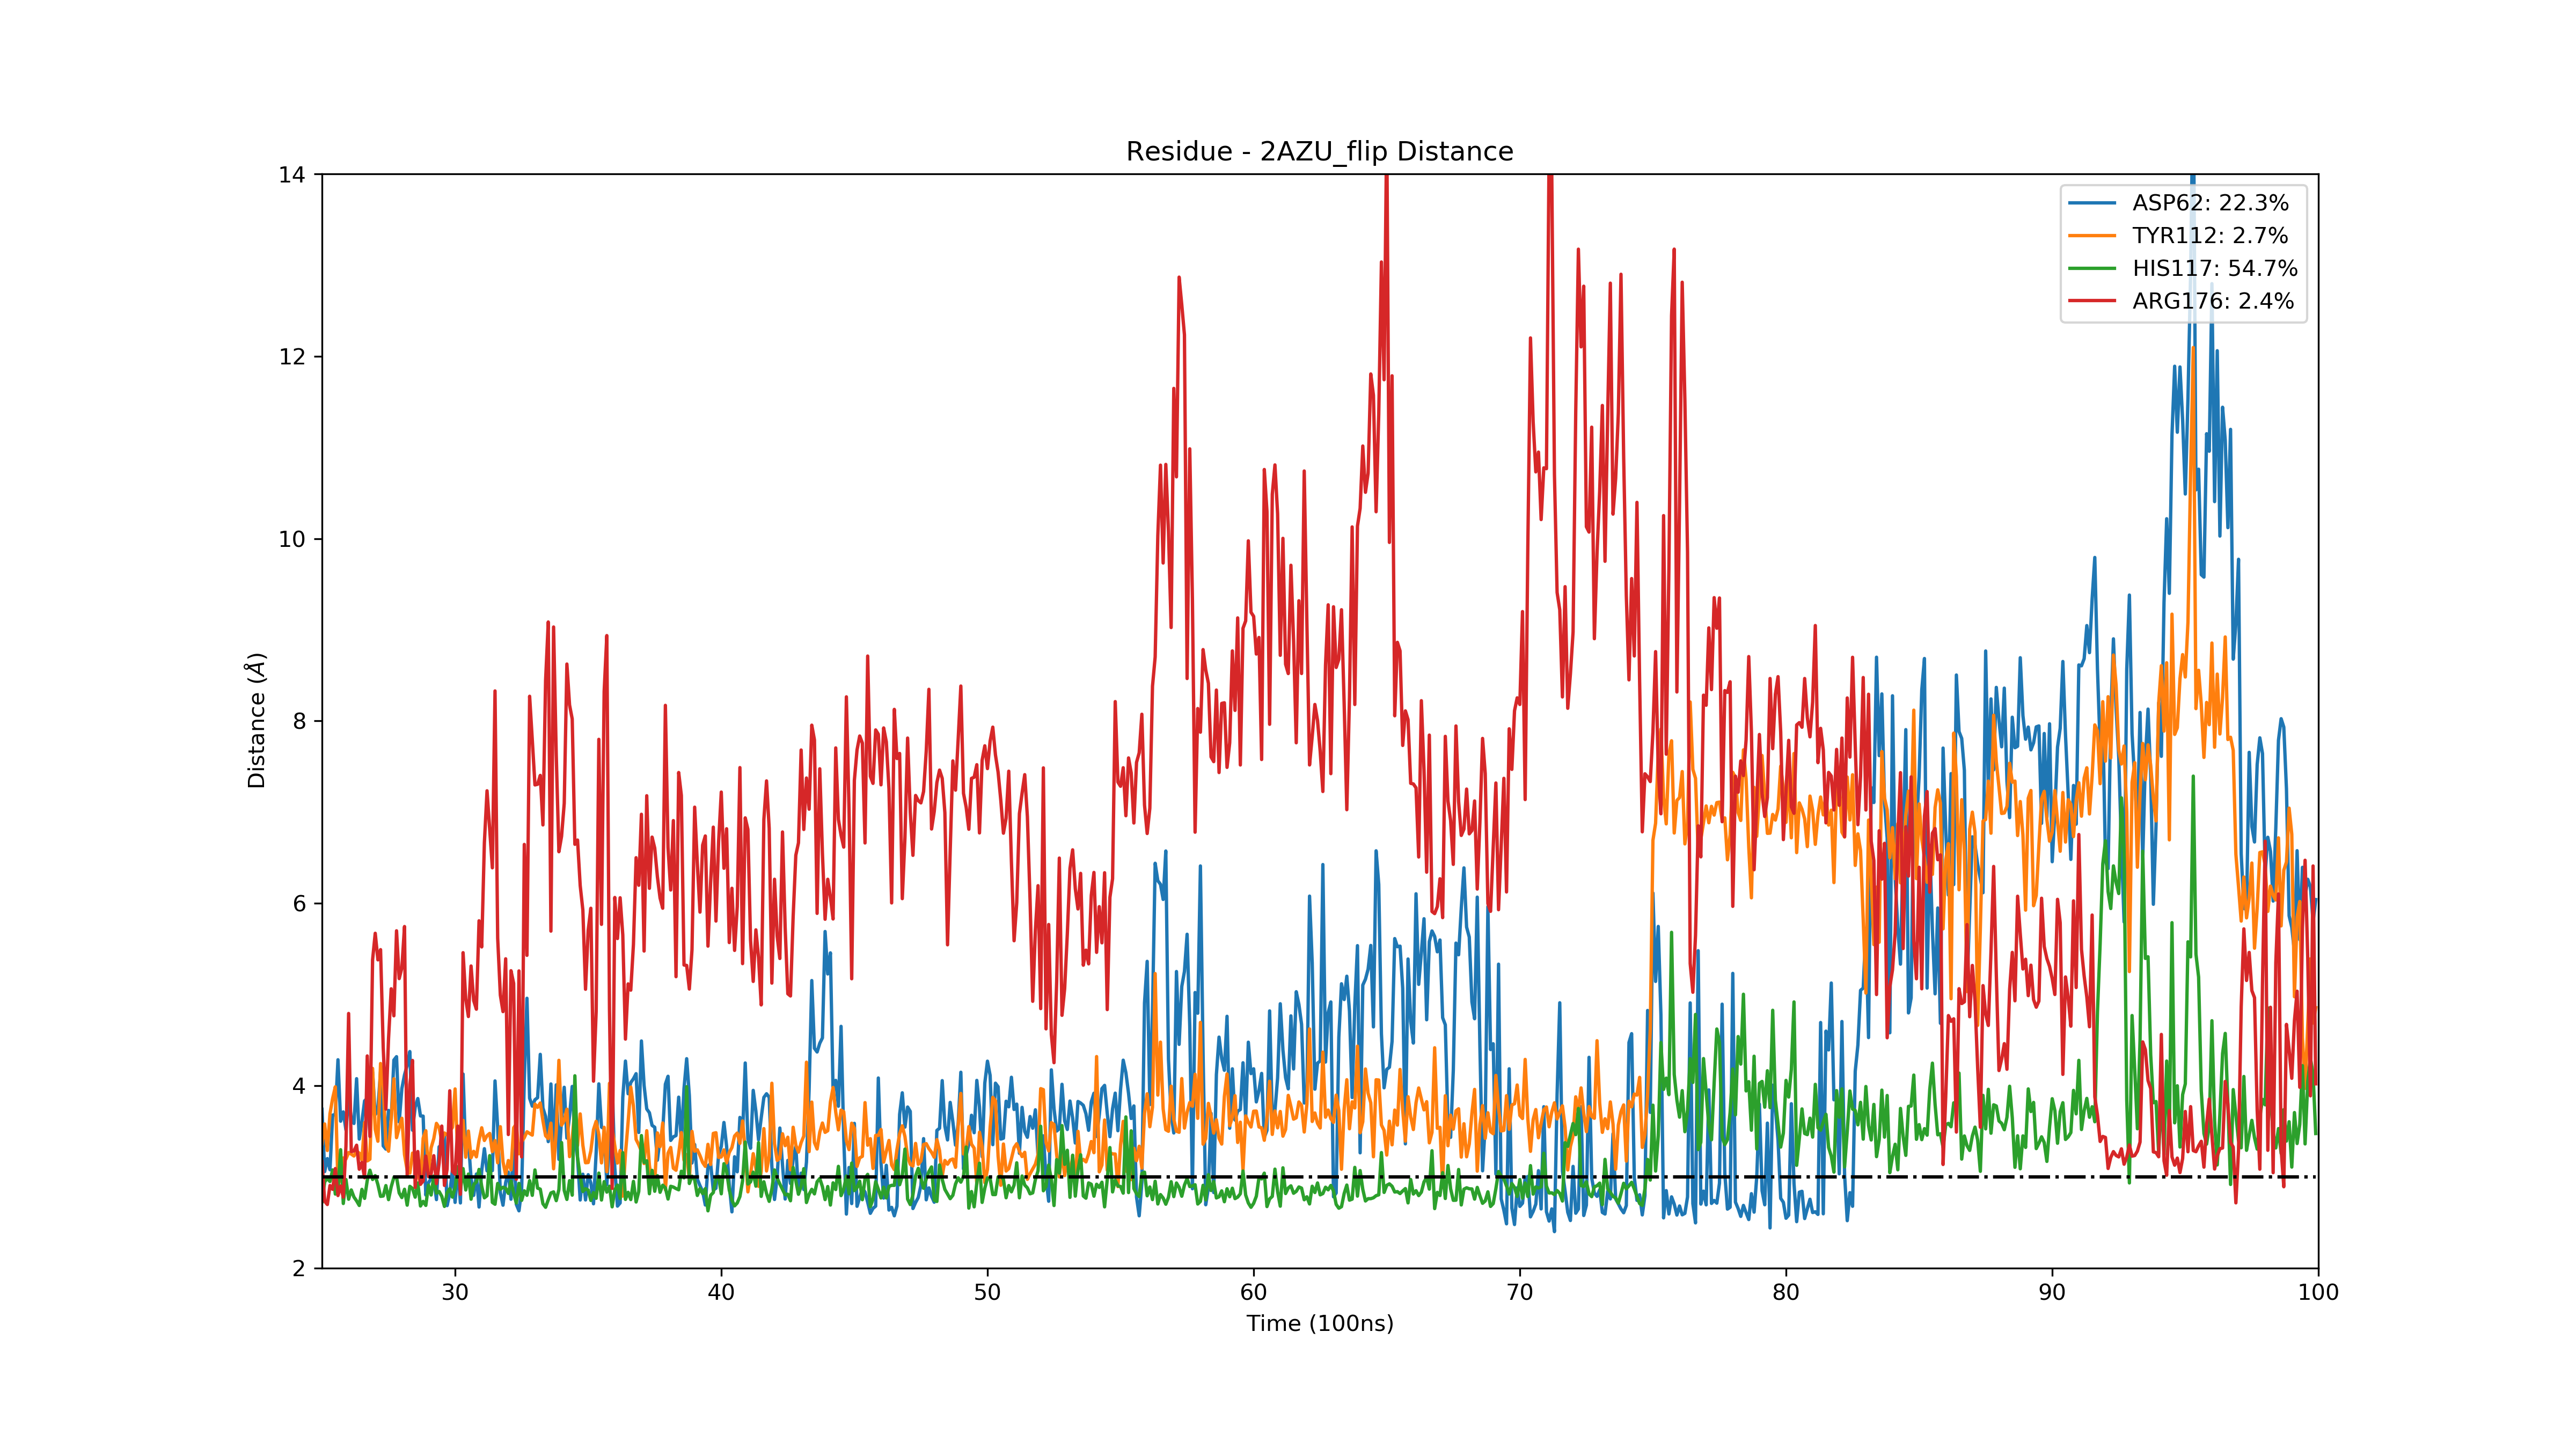 Residue - 2AZU_flip Distance
14
12
10
8
6
4
2
Distance (Å)
ASP62: 22.3%
TYR112: 2.7%
HIS117: 54.7%
ARG176: 2.4%
30 40 50 60 70 80 90 100
Time (100ns)